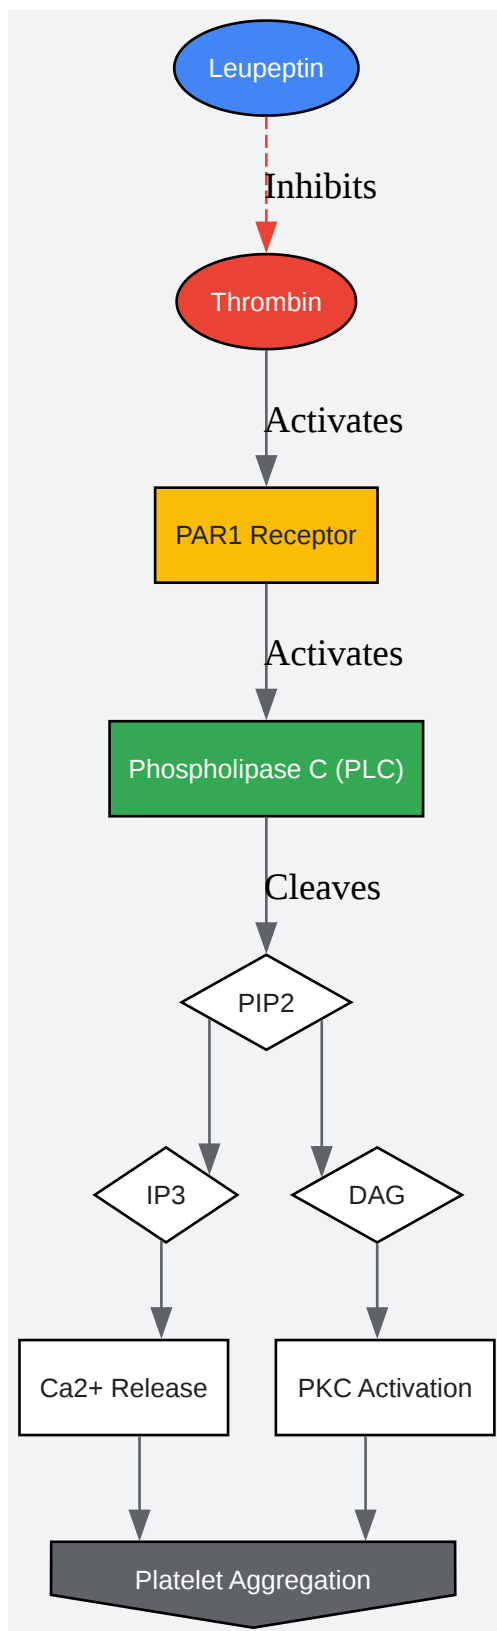 Leupeptin
Inhibits
Thrombin
Activates
PAR1 Receptor
Activates
Phospholipase C (PLC)
Cleaves
PIP2
IP3
DAG
Ca2+ Release
PKC Activation
Platelet Aggregation